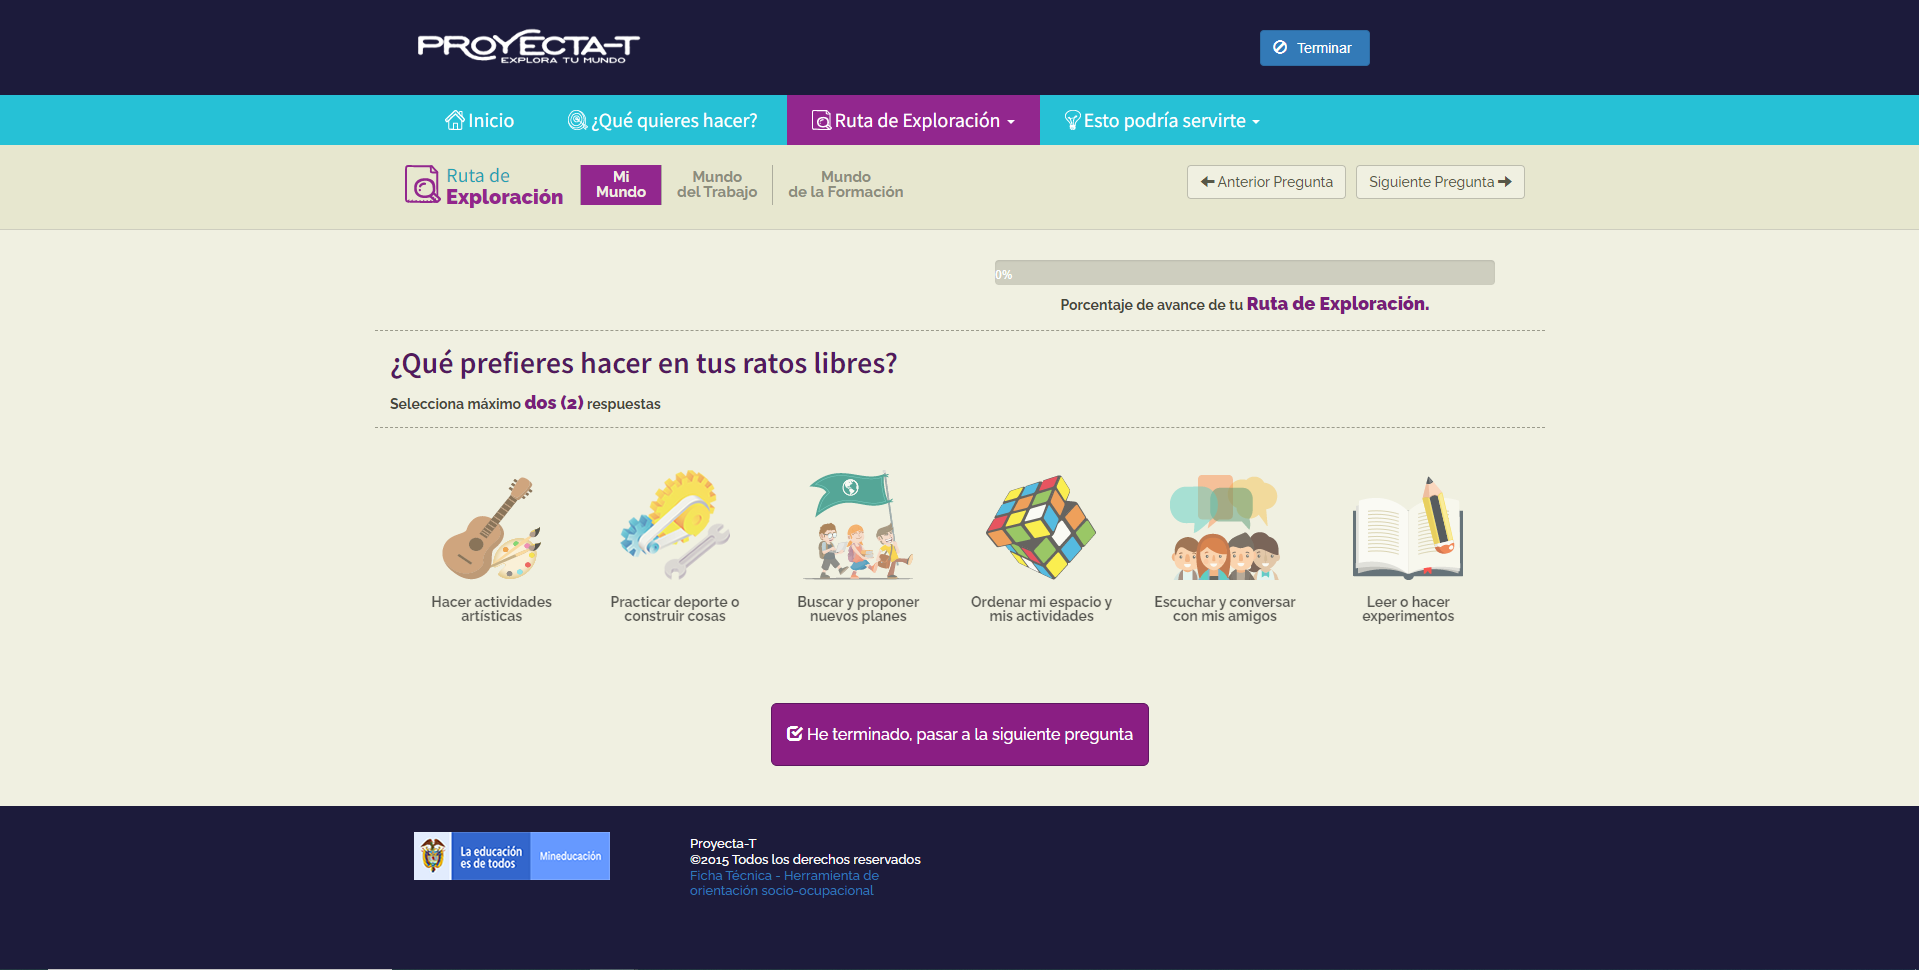 PROYECTA-T
EXPLORA TU MUNDO
Terminar
Inicio
¿Qué quieres hacer?
Ruta de Exploración
Esto podría servirte
Ruta de
Exploración
Mi
Mundo
Mundo
del Trabajo
Mundo
de la Formación
Anterior Pregunta
Siguiente Pregunta
0%
Porcentaje de avance de tu Ruta de Exploración.
¿Qué prefieres hacer en tus ratos libres?
Selecciona máximo dos (2) respuestas
Hacer actividades
artísticas
Practicar deporte o
construir cosas
Buscar y proponer
nuevos planes
Ordenar mi espacio y
mis actividades
Escuchar y conversar
con mis amigos
Leer o hacer
experimentos
He terminado, pasar a la siguiente pregunta
La educación
es de todos
Mineducación
Proyecta-T
©2015 Todos los derechos reservados
Ficha Técnica - Herramienta de
orientación socio-ocupacional